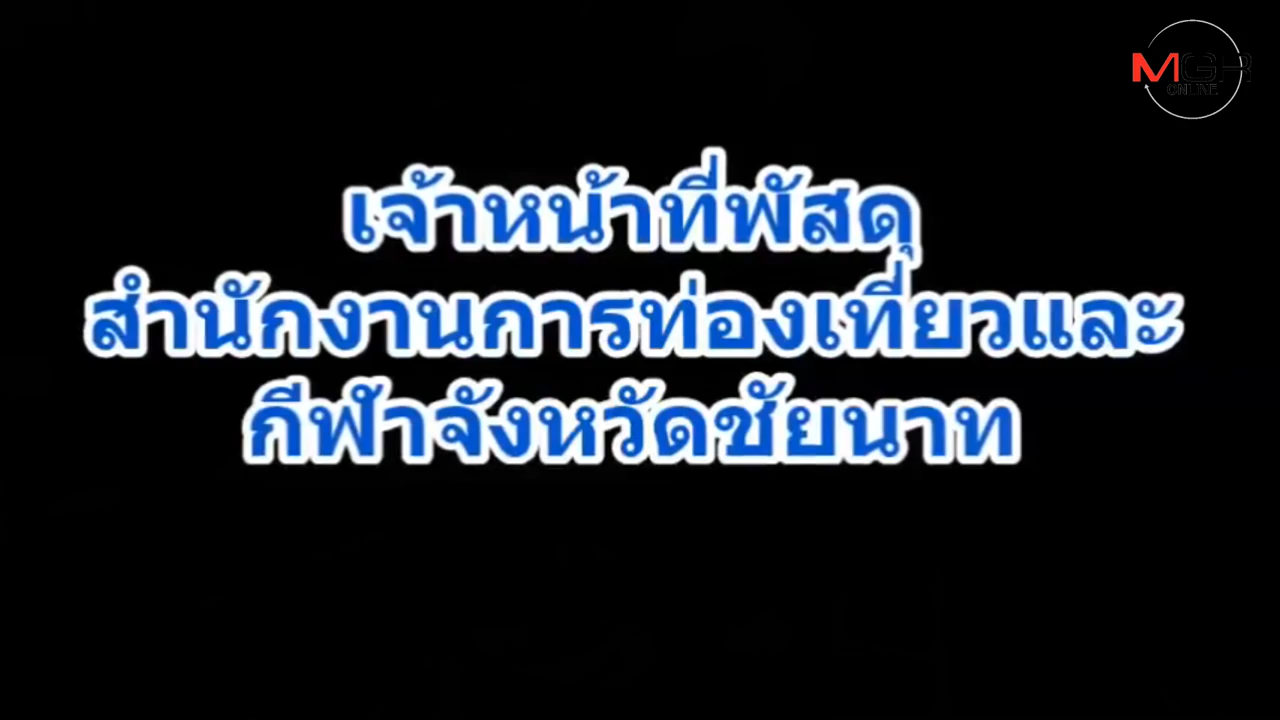 MGR
ONLINE
เจ้าหน้าที่พัสดุ
สำนักงานการท่องเที่ยวและ
กีฬาจังหวัดชัยนาท